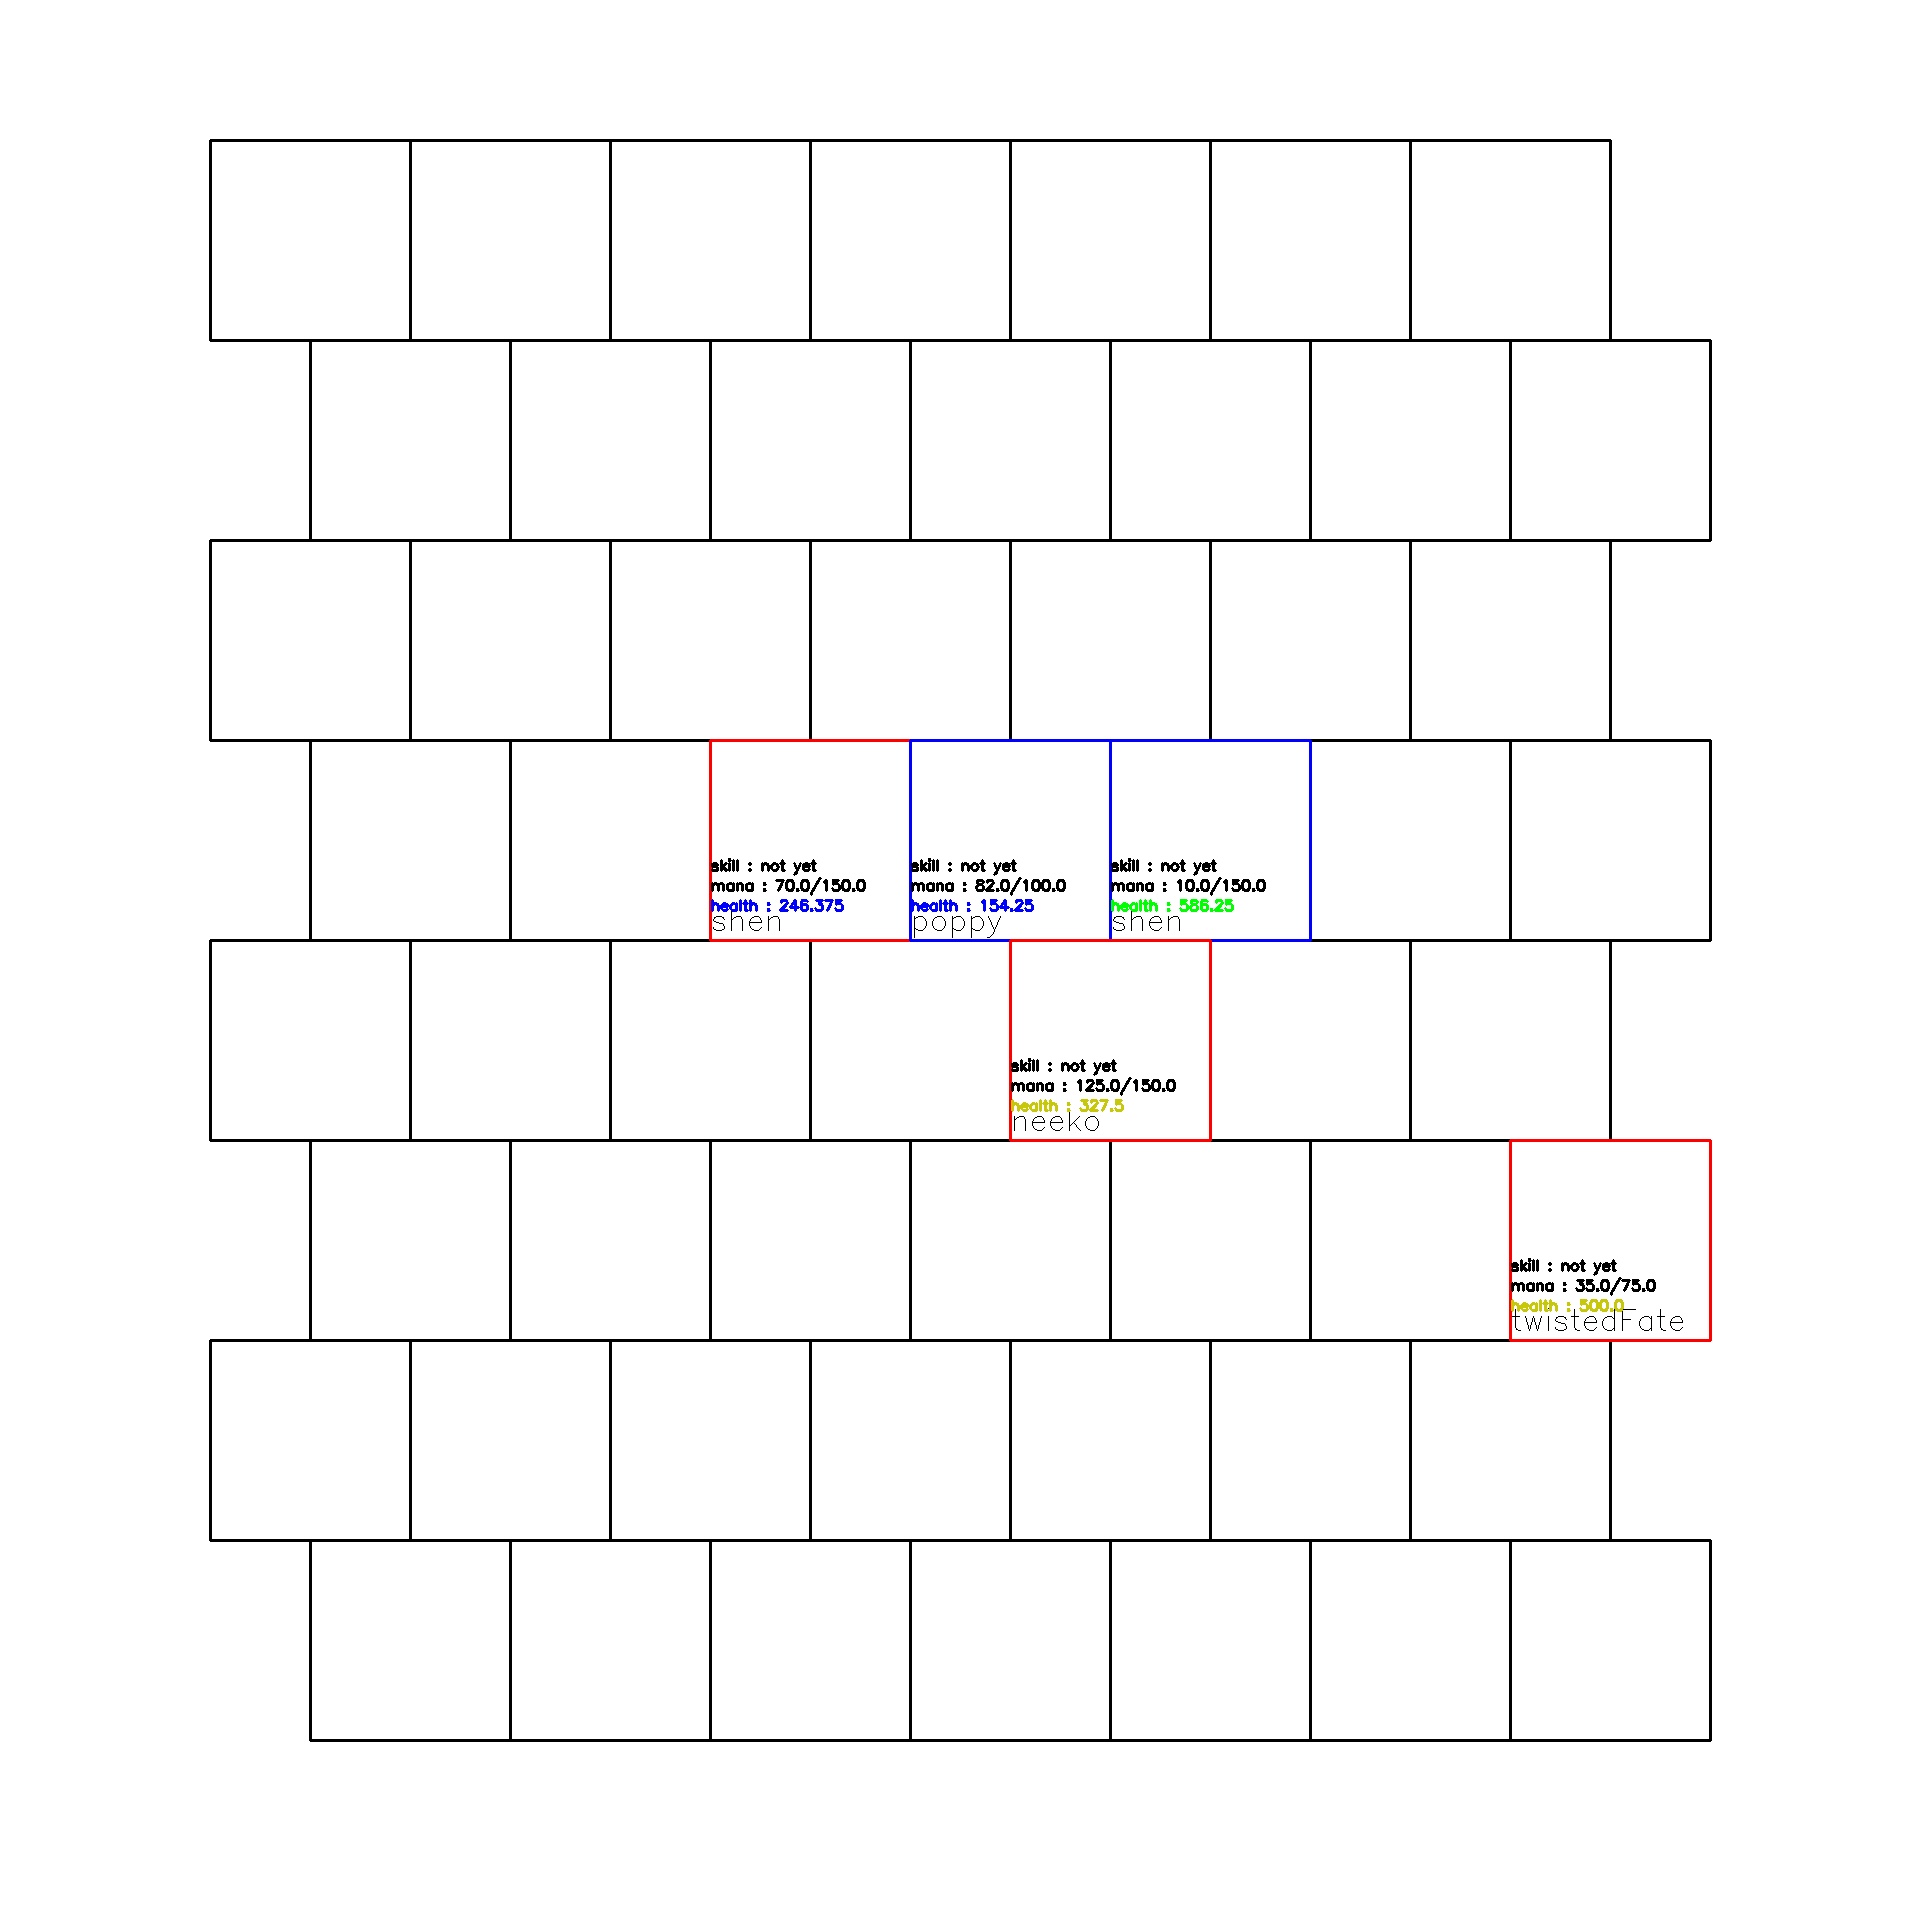 skill : not yet
mana : 70.0/150.0
health : 246.375
shen
skill : not yet
mana : 82.0/100.0
health : 154.25
poppy
skill : not yet
mana : 10.0/150.0
health : 586.25
shen
skill : not yet
mana : 125.0/150.0
health : 327.5
neeko
skill : not yet
mana : 35.0/75.0
health : 500.0
twistedFate